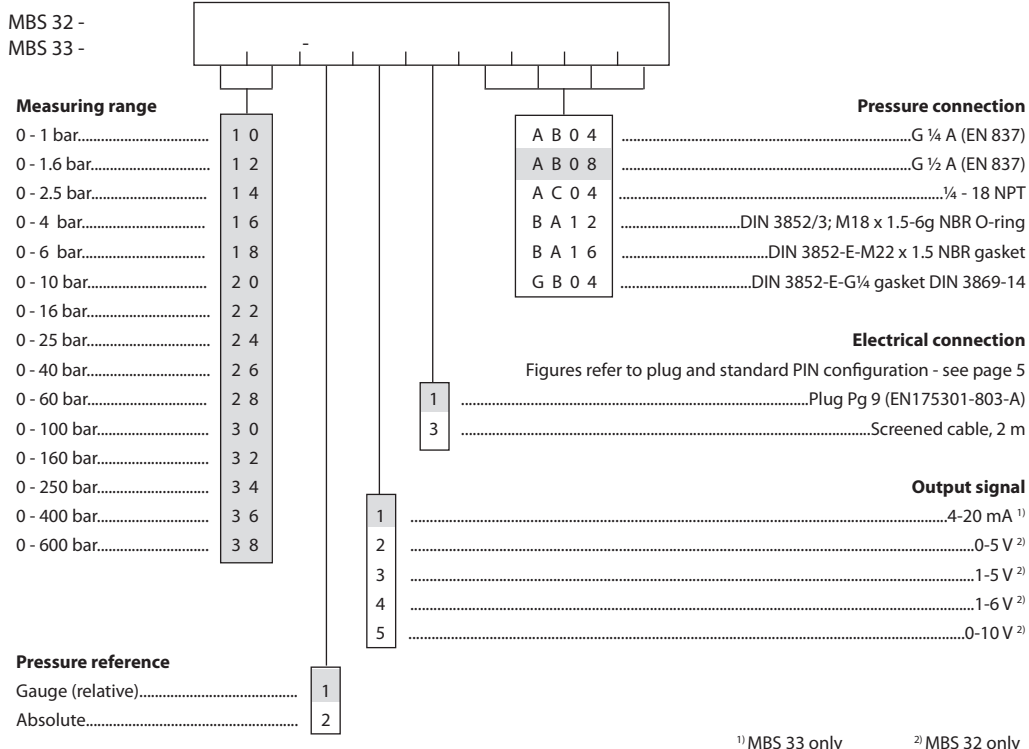 MBS 32 -
MBS 33 -
-
Measuring range
0 - 1 bar 1 0
0 - 1.6 bar 1 2
0 - 2.5 bar 1 4
0 - 4 bar 1 6
0 - 6 bar 1 8
0 - 10 bar 2 0
0 - 16 bar 2 2
0 - 25 bar 2 4
0 - 40 bar 2 6
0 - 60 bar 2 8
0 - 100 bar 3 0
0 - 160 bar 3 2
0 - 250 bar 3 4
0 - 400 bar 3 6
0 - 600 bar 3 8
Pressure connection
A B 0 4 G ¼ A (EN 837)
A B 0 8 G ½ A (EN 837)
A C 0 4 ¼ - 18 NPT
B A 1 2 DIN 3852/3; M18 x 1.5-6g NBR O-ring
B A 1 6 DIN 3852-E-M22 x 1.5 NBR gasket
G B 0 4 DIN 3852-E-G¼ gasket DIN 3869-14
Electrical connection
Figures refer to plug and standard PIN configuration - see page 5
1 Plug Pg 9 (EN175301-803-A)
3 Screened cable, 2 m
Output signal
1 4-20 mA 1)
2 0-5 V 2)
3 1-5 V 2)
4 1-6 V 2)
5 0-10 V 2)
Pressure reference
Gauge (relative) 1
Absolute 2
1) MBS 33 only 2) MBS 32 only